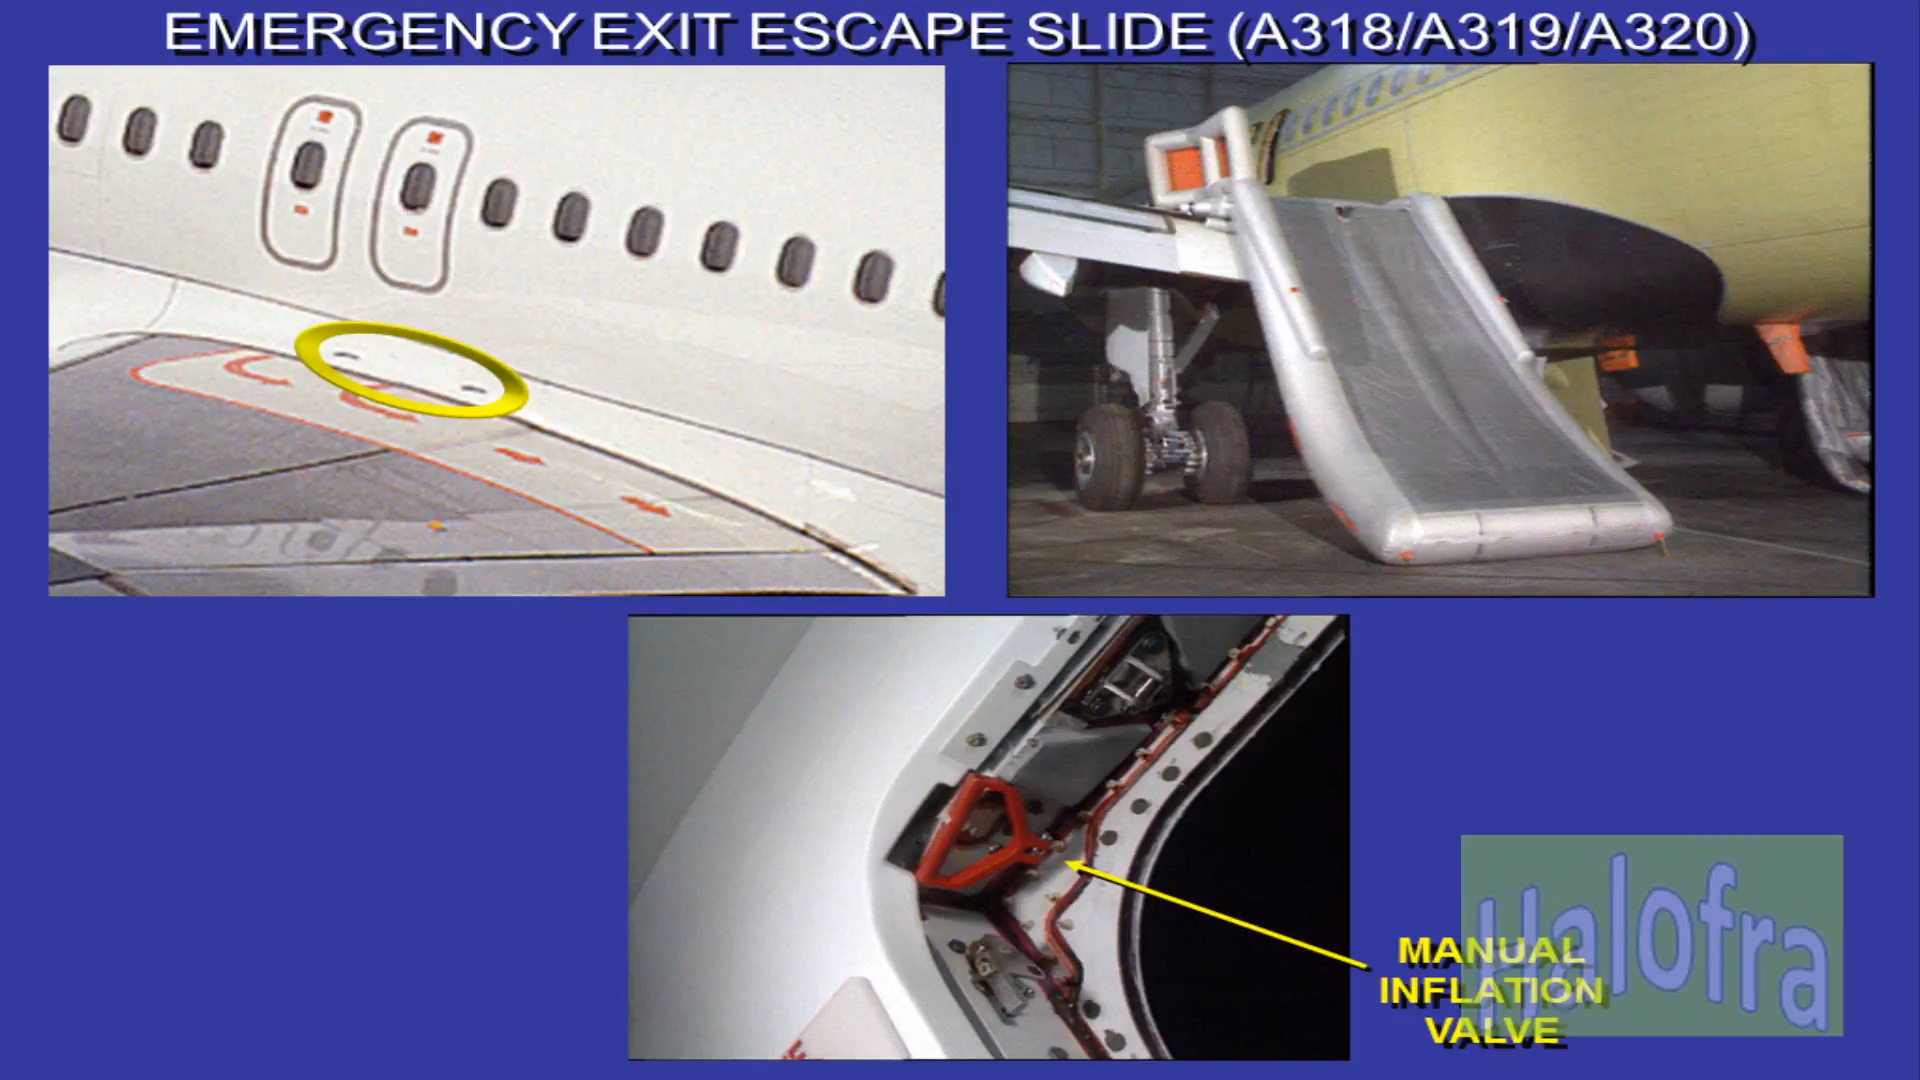 EMERGENCY EXIT ESCAPE SLIDE (A318/A319/A320)
MANUAL
INFLATION
VALVE
Halofra